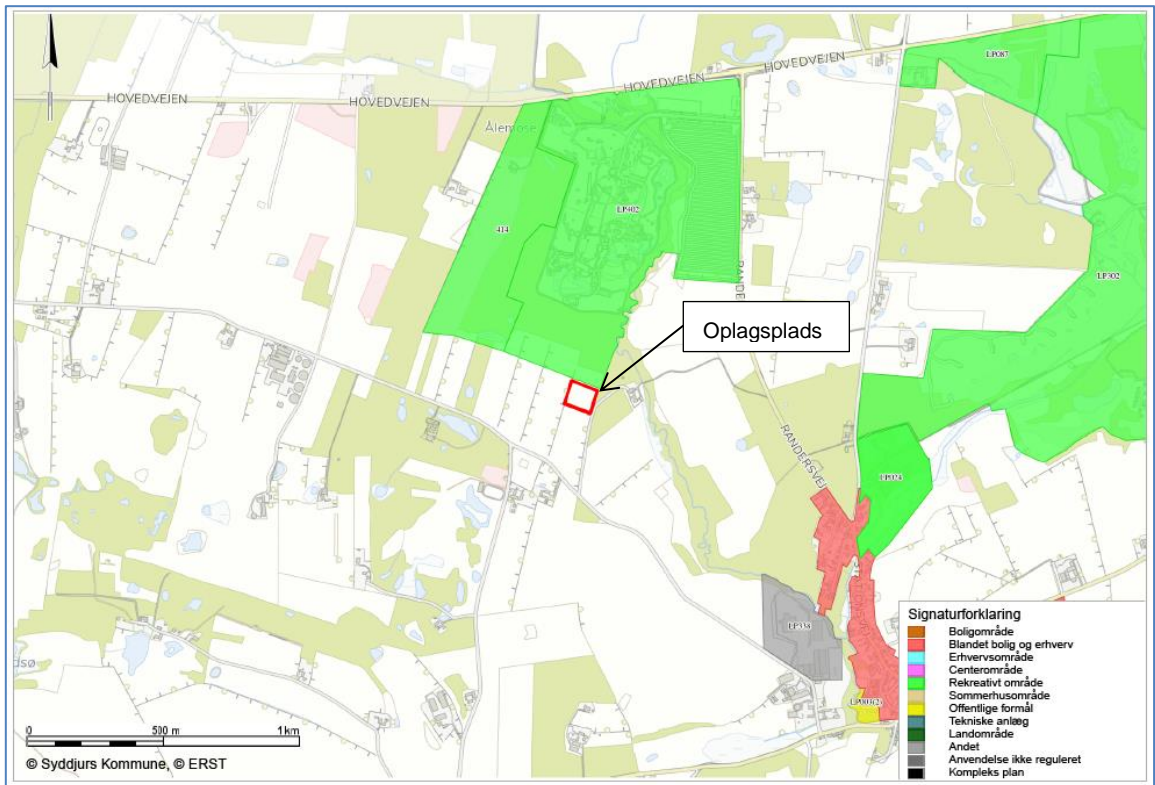 HOVEDVEJEN
LP087
HOVEDVEJEN
HOVEDVEJEN
HOVEDVEJEN
Ålemose
LP402
414
LP302
Oplagsplads
RANDERSVEJ
LP024
LP338
LP003(2)
Signaturforklaring
Boligområde
Blandet bolig og erhverv
Erhvervsområde
Centerområde
Rekreativt område
Sommerhusområde
Offentlige formål
Tekniske anlæg
Landområde
Andet
Anvendelse ikke reguleret
Kompleks plan
0 500 m 1 km
© Syddjurs Kommune, © ERST